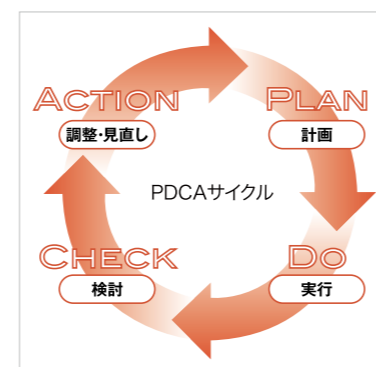 ACTION
調整・見直し
PLAN
計画
PDCAサイクル
CHECK
検討
DO
実行